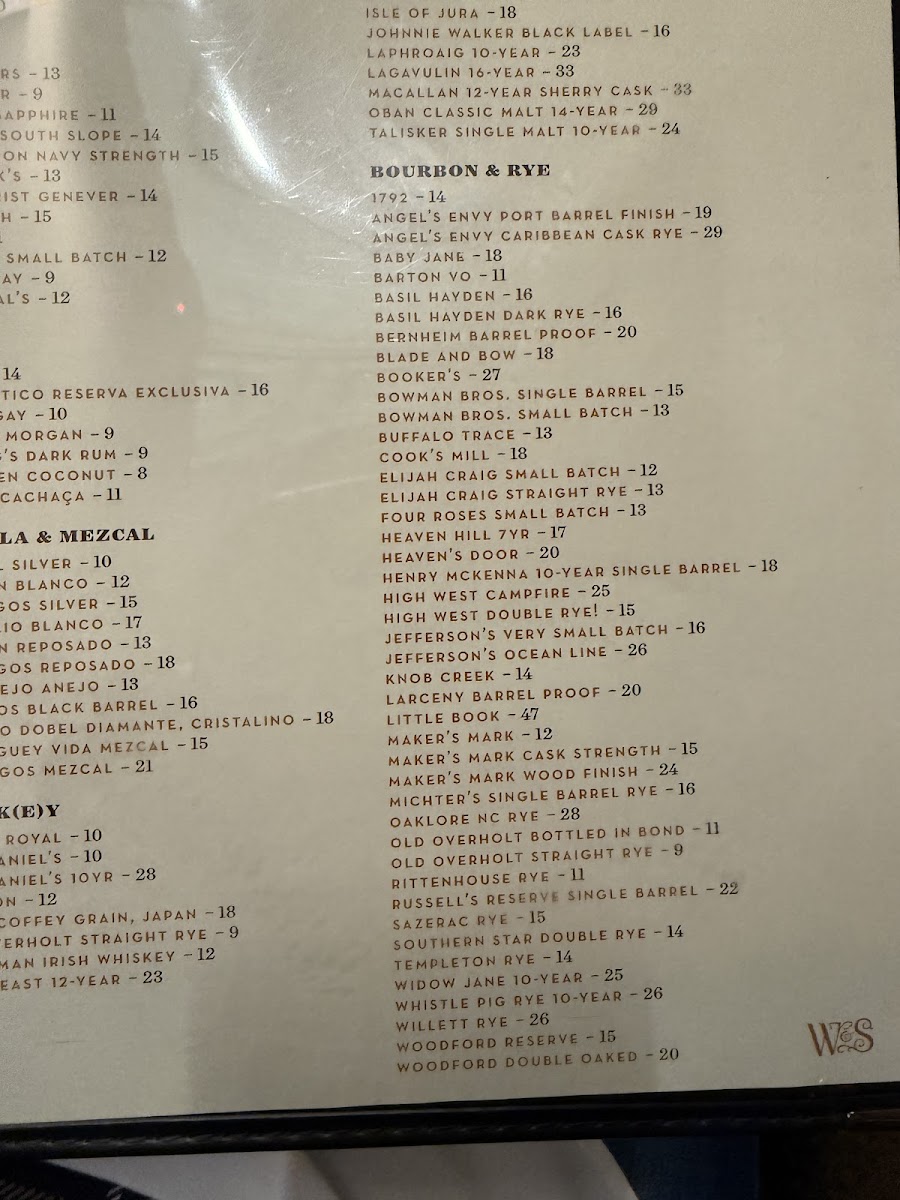 RS – 13
R – 9
SAPPHIRE – 11
SOUTH SLOPE – 14
ON NAVY STRENGTH – 15
K'S – 13
IST GENEVER – 14
H – 15
SMALL BATCH – 12
AY – 9
AL'S – 12
14
TICO RESERVA EXCLUSIVA – 16
GAY – 10
MORGAN – 9
G'S DARK RUM – 9
EN COCONUT – 8
CACHAÇA – 11
LA & MEZCAL
L SILVER – 10
N BLANCO – 12
GOS SILVER – 15
IO BLANCO – 17
N REPOSADO – 13
GOS REPOSADO – 18
EJO ANEJO – 13
OS BLACK BARREL – 16
O DOBEL DIAMANTE, CRISTALINO – 18
GUEY VIDA MEZCAL – 15
GOS MEZCAL – 21
K(E)Y
ROYAL – 10
ANIEL'S – 10
ANIEL'S 10YR – 28
ON – 12
COFFEY GRAIN, JAPAN – 18
ERHOLT STRAIGHT RYE – 9
MAN IRISH WHISKEY – 12
EAST 12-YEAR – 23
ISLE OF JURA – 18
JOHNNIE WALKER BLACK LABEL – 16
LAPHROAIG 10-YEAR – 23
LAGAVULIN 16-YEAR – 33
MACALLAN 12-YEAR SHERRY CASK – 33
OBAN CLASSIC MALT 14-YEAR – 29
TALISKER SINGLE MALT 10-YEAR – 24
BOURBON & RYE
1792 – 14
ANGEL'S ENVY PORT BARREL FINISH – 19
ANGEL'S ENVY CARIBBEAN CASK RYE – 29
BABY JANE – 18
BARTON VO – 11
BASIL HAYDEN – 16
BASIL HAYDEN DARK RYE – 16
BERNHEIM BARREL PROOF – 20
BLADE AND BOW – 18
BOOKER'S – 27
BOWMAN BROS. SINGLE BARREL – 15
BOWMAN BROS. SMALL BATCH – 13
BUFFALO TRACE – 13
COOK'S MILL – 18
ELIJAH CRAIG SMALL BATCH – 12
ELIJAH CRAIG STRAIGHT RYE – 13
FOUR ROSES SMALL BATCH – 13
HEAVEN HILL 7YR – 17
HEAVEN'S DOOR – 20
HENRY MCKENNA 10-YEAR SINGLE BARREL – 18
HIGH WEST CAMPFIRE – 25
HIGH WEST DOUBLE RYE! – 15
JEFFERSON'S VERY SMALL BATCH – 16
JEFFERSON'S OCEAN LINE – 26
KNOB CREEK – 14
LARCENY BARREL PROOF – 20
LITTLE BOOK – 47
MAKER'S MARK – 12
MAKER'S MARK CASK STRENGTH – 15
MAKER'S MARK WOOD FINISH – 24
MICHTER'S SINGLE BARREL RYE – 16
OAKLORE NC RYE – 28
OLD OVERHOLT BOTTLED IN BOND – 11
OLD OVERHOLT STRAIGHT RYE – 9
RITTENHOUSE RYE – 11
RUSSELL'S RESERVE SINGLE BARREL – 22
SAZERAC RYE – 15
SOUTHERN STAR DOUBLE RYE – 14
TEMPLETON RYE – 14
WIDOW JANE 10-YEAR – 25
WHISTLE PIG RYE 10-YEAR – 26
WILLETT RYE – 26
WOODFORD RESERVE – 15
WOODFORD DOUBLE OAKED – 20
W&S